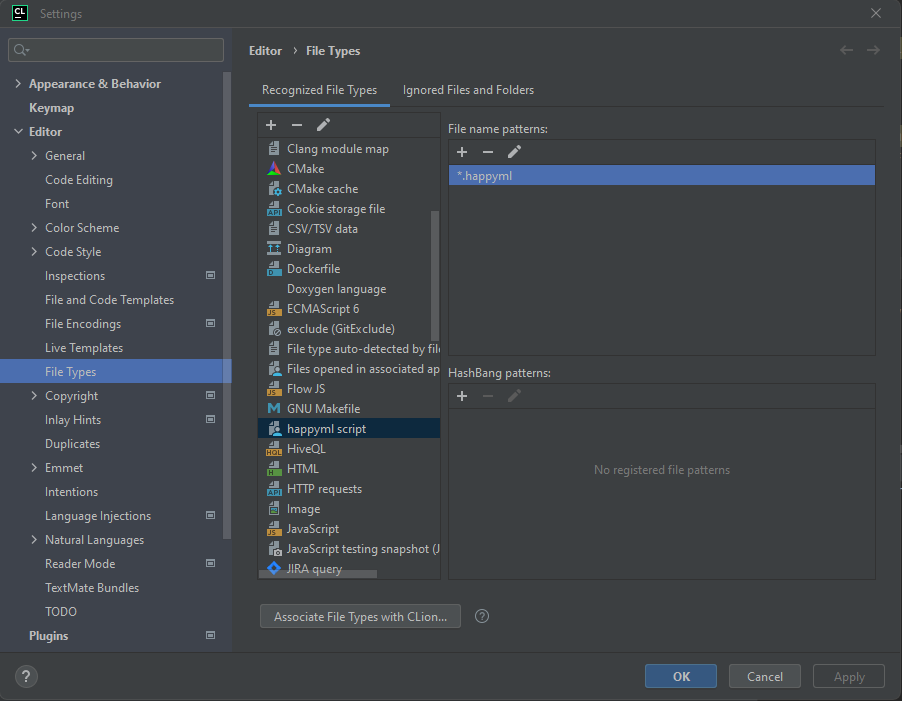 CL
Settings
Appearance & Behavior
Keymap
Editor
General
Code Editing
Font
Color Scheme
Code Style
Inspections
File and Code Templates
File Encodings
Live Templates
File Types
Copyright
Inlay Hints
Duplicates
Emmet
Intentions
Language Injections
Natural Languages
Reader Mode
TextMate Bundles
TODO
Plugins
Editor › File Types
Recognized File Types
Ignored Files and Folders
Clang module map
CMake
CMake cache
Cookie storage file
CSV/TSV data
Diagram
Dockerfile
Doxygen language
ECMAScript 6
exclude (GitExclude)
File type auto-detected by file
Files opened in associated ap
Flow JS
GNU Makefile
happyml script
HiveQL
HTML
HTTP requests
Image
JavaScript
JavaScript testing snapshot (J
JIRA query
File name patterns:
*.happyml
HashBang patterns:
No registered file patterns
Associate File Types with CLion...
?
?
OK
Cancel
Apply